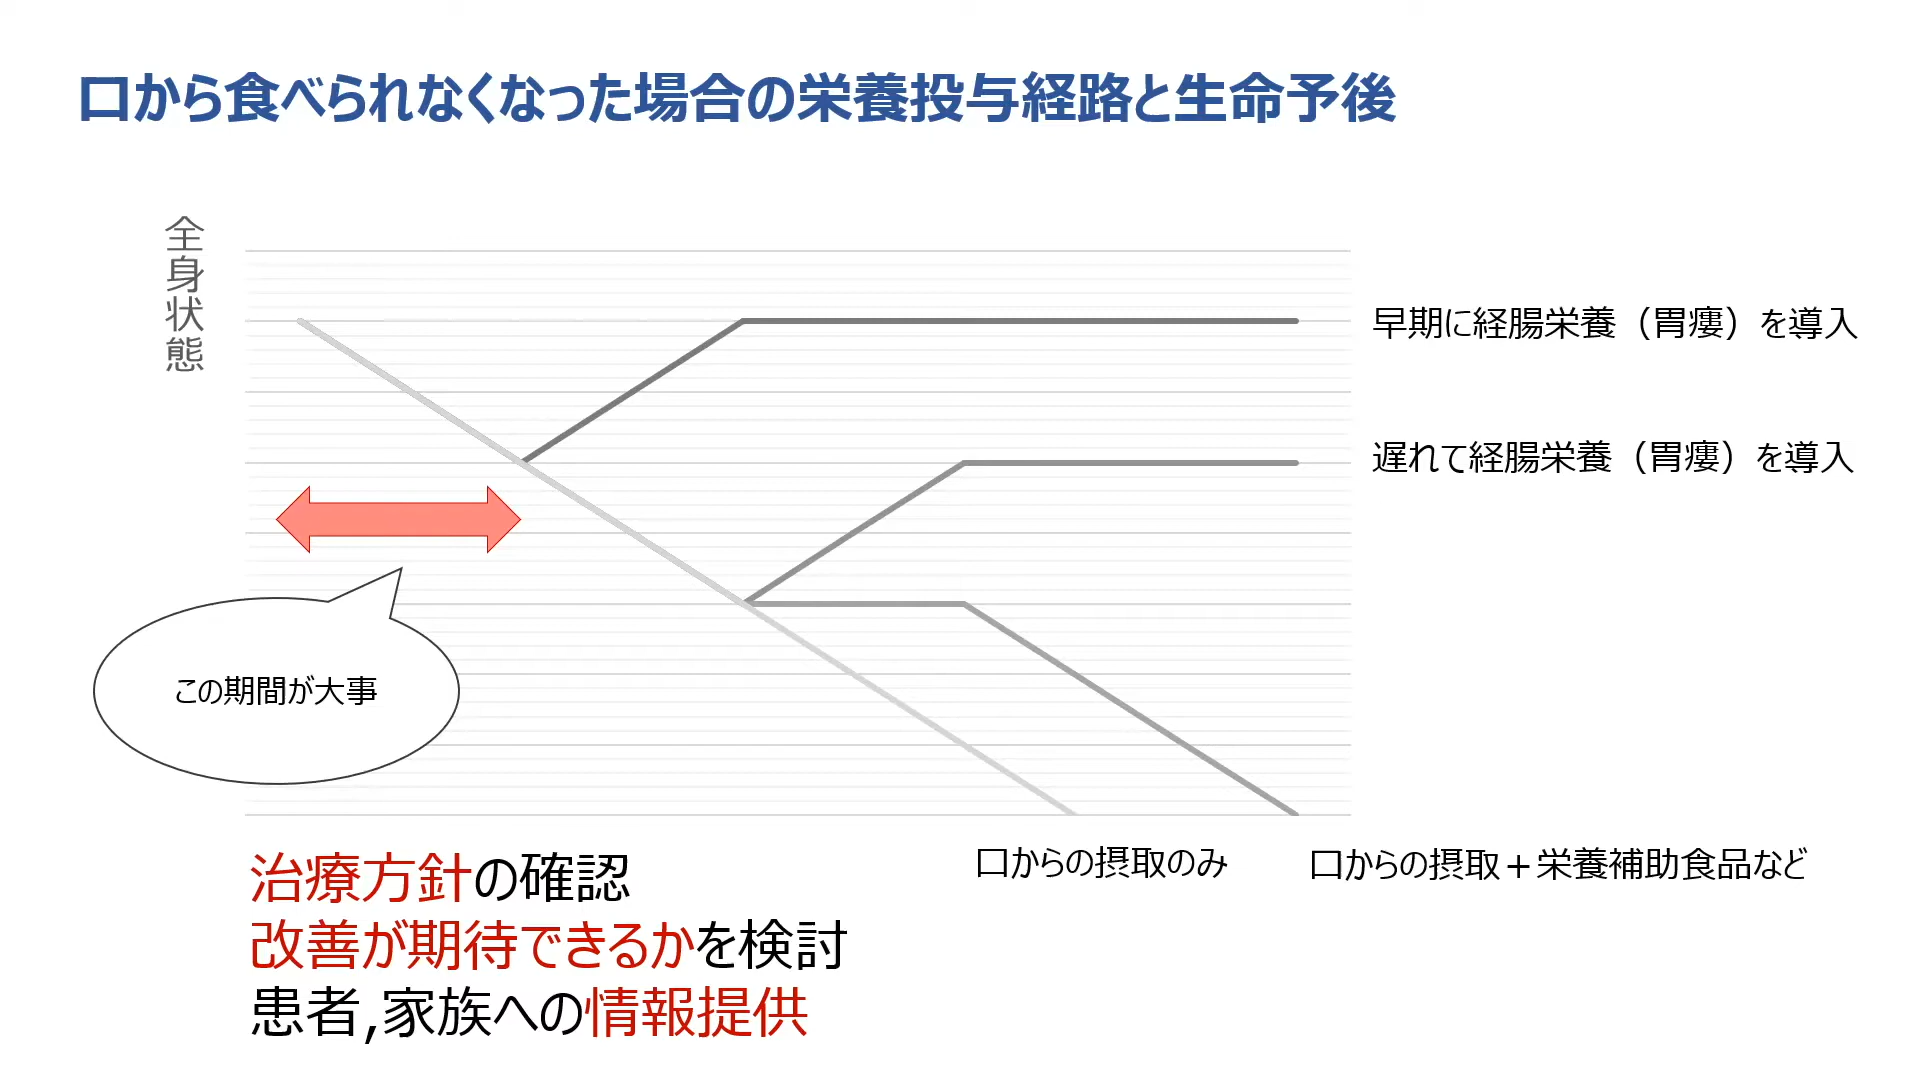 口から食べられなくなった場合の栄養投与経路と生命予後
全身状態
早期に経腸栄養（胃瘻）を導入
遅れて経腸栄養（胃瘻）を導入
この期間が大事
口からの摂取のみ
口からの摂取＋栄養補助食品など
治療方針の確認
改善が期待できるかを検討
患者,家族への情報提供